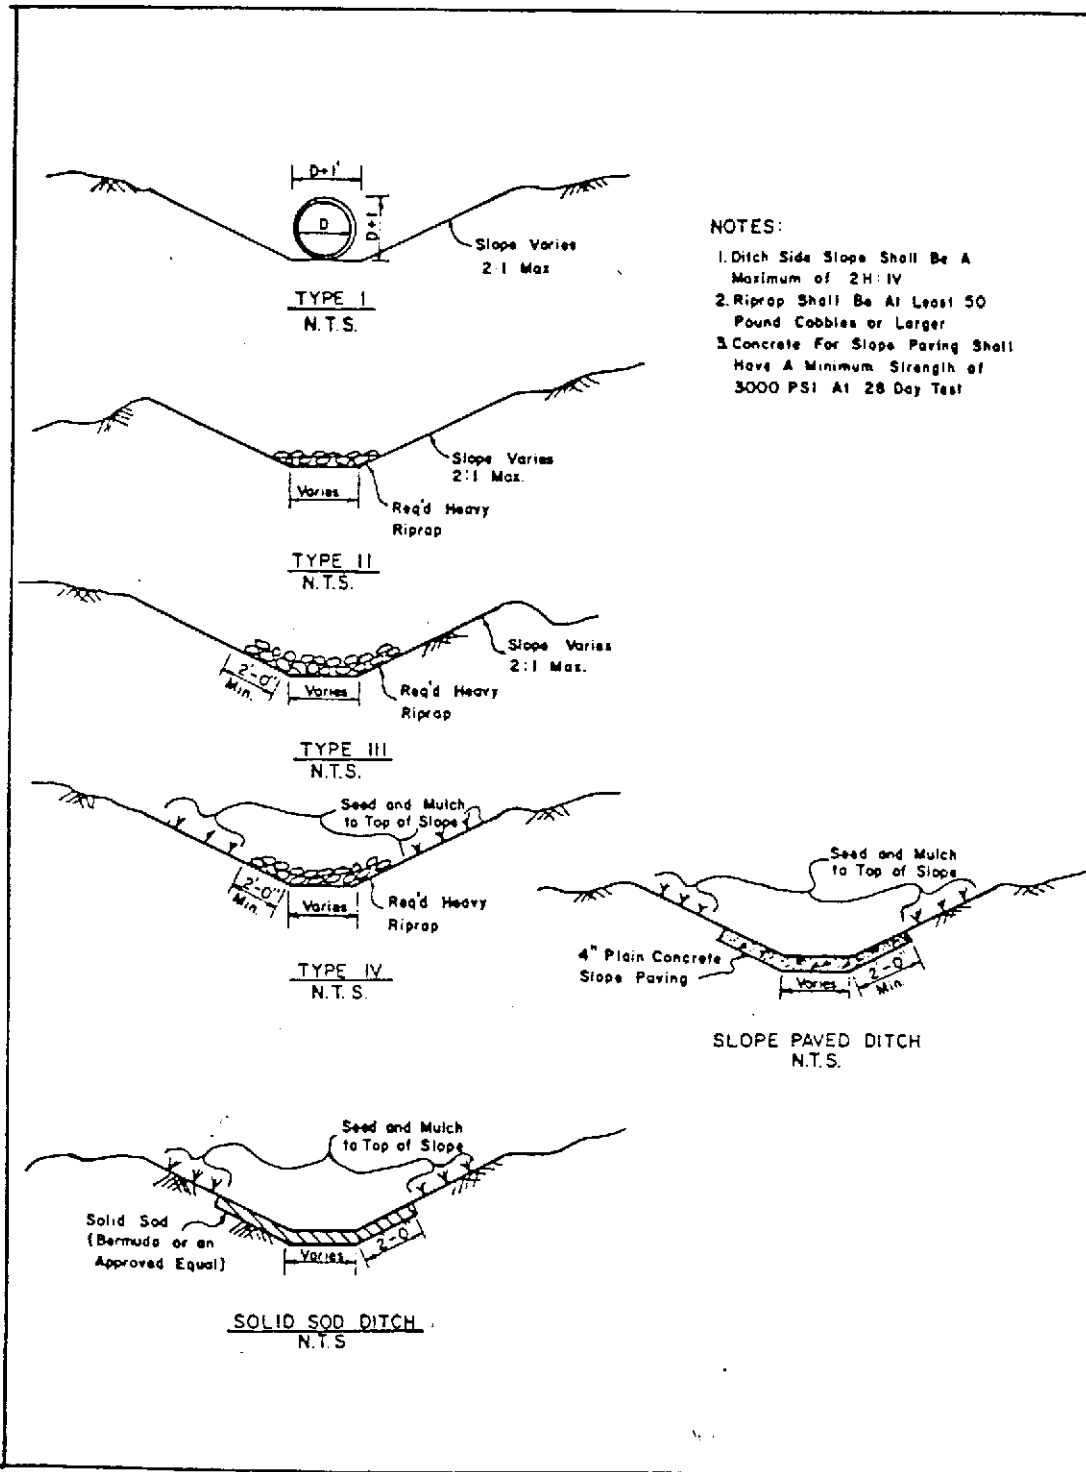 D+1'
D
D+1
Slope Varies
2:1 Max
TYPE I
N.T.S.
NOTES:
1. Ditch Side Slope Shall Be A
Maximum of 2H:1V
2. Riprap Shall Be At Least 50
Pound Cobbles or Larger
3. Concrete For Slope Paving Shall
Have A Minimum Strength of
3000 PSI At 28 Day Test
Slope Varies
2:1 Max.
Varies
Req'd Heavy
Riprap
TYPE II
N.T.S.
Slope Varies
2:1 Max.
2'-0"
Min.
Varies
Req'd Heavy
Riprap
TYPE III
N.T.S.
Seed and Mulch
to Top of Slope
2'-0"
Min.
Varies
Req'd Heavy
Riprap
TYPE IV
N.T.S.
Seed and Mulch
to Top of Slope
4" Plain Concrete
Slope Paving
Varies
2-0"
Min.
SLOPE PAVED DITCH
N.T.S.
Seed and Mulch
to Top of Slope
Solid Sod
(Bermuda or an
Approved Equal)
Varies
2-0
SOLID SOD DITCH
N.T.S